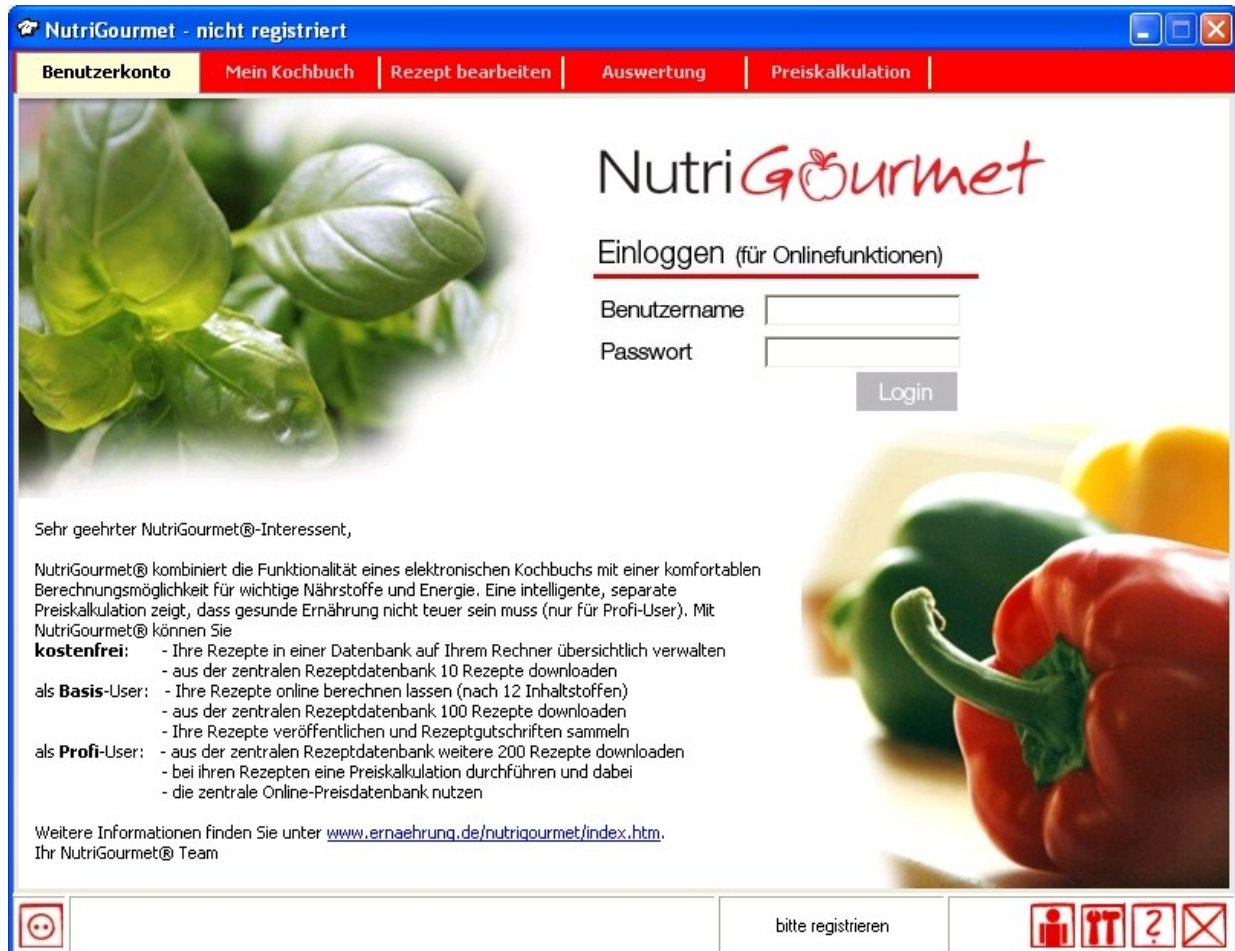 NutriGourmet - nicht registriert
Benutzerkonto Mein Kochbuch Rezept bearbeiten Auswertung Preiskalkulation
NutriGourmet
Einloggen (für Onlinefunktionen)
Benutzername
Passwort
Login
Sehr geehrter NutriGourmet®-Interessent,
NutriGourmet® kombiniert die Funktionalität eines elektronischen Kochbuchs mit einer komfortablen
Berechnungsmöglichkeit für wichtige Nährstoffe und Energie. Eine intelligente, separate
Preiskalkulation zeigt, dass gesunde Ernährung nicht teuer sein muss (nur für Profi-User). Mit
NutriGourmet® können Sie
kostenfrei: - Ihre Rezepte in einer Datenbank auf Ihrem Rechner übersichtlich verwalten
- aus der zentralen Rezeptdatenbank 10 Rezepte downloaden
als Basis-User: - Ihre Rezepte online berechnen lassen (nach 12 Inhaltstoffen)
- aus der zentralen Rezeptdatenbank 100 Rezepte downloaden
- Ihre Rezepte veröffentlichen und Rezeptgutschriften sammeln
als Profi-User: - aus der zentralen Rezeptdatenbank weitere 200 Rezepte downloaden
- bei ihren Rezepten eine Preiskalkulation durchführen und dabei
- die zentrale Online-Preisdatenbank nutzen
Weitere Informationen finden Sie unter www.ernaehrung.de/nutrigourmet/index.htm.
Ihr NutriGourmet® Team
bitte registrieren
?